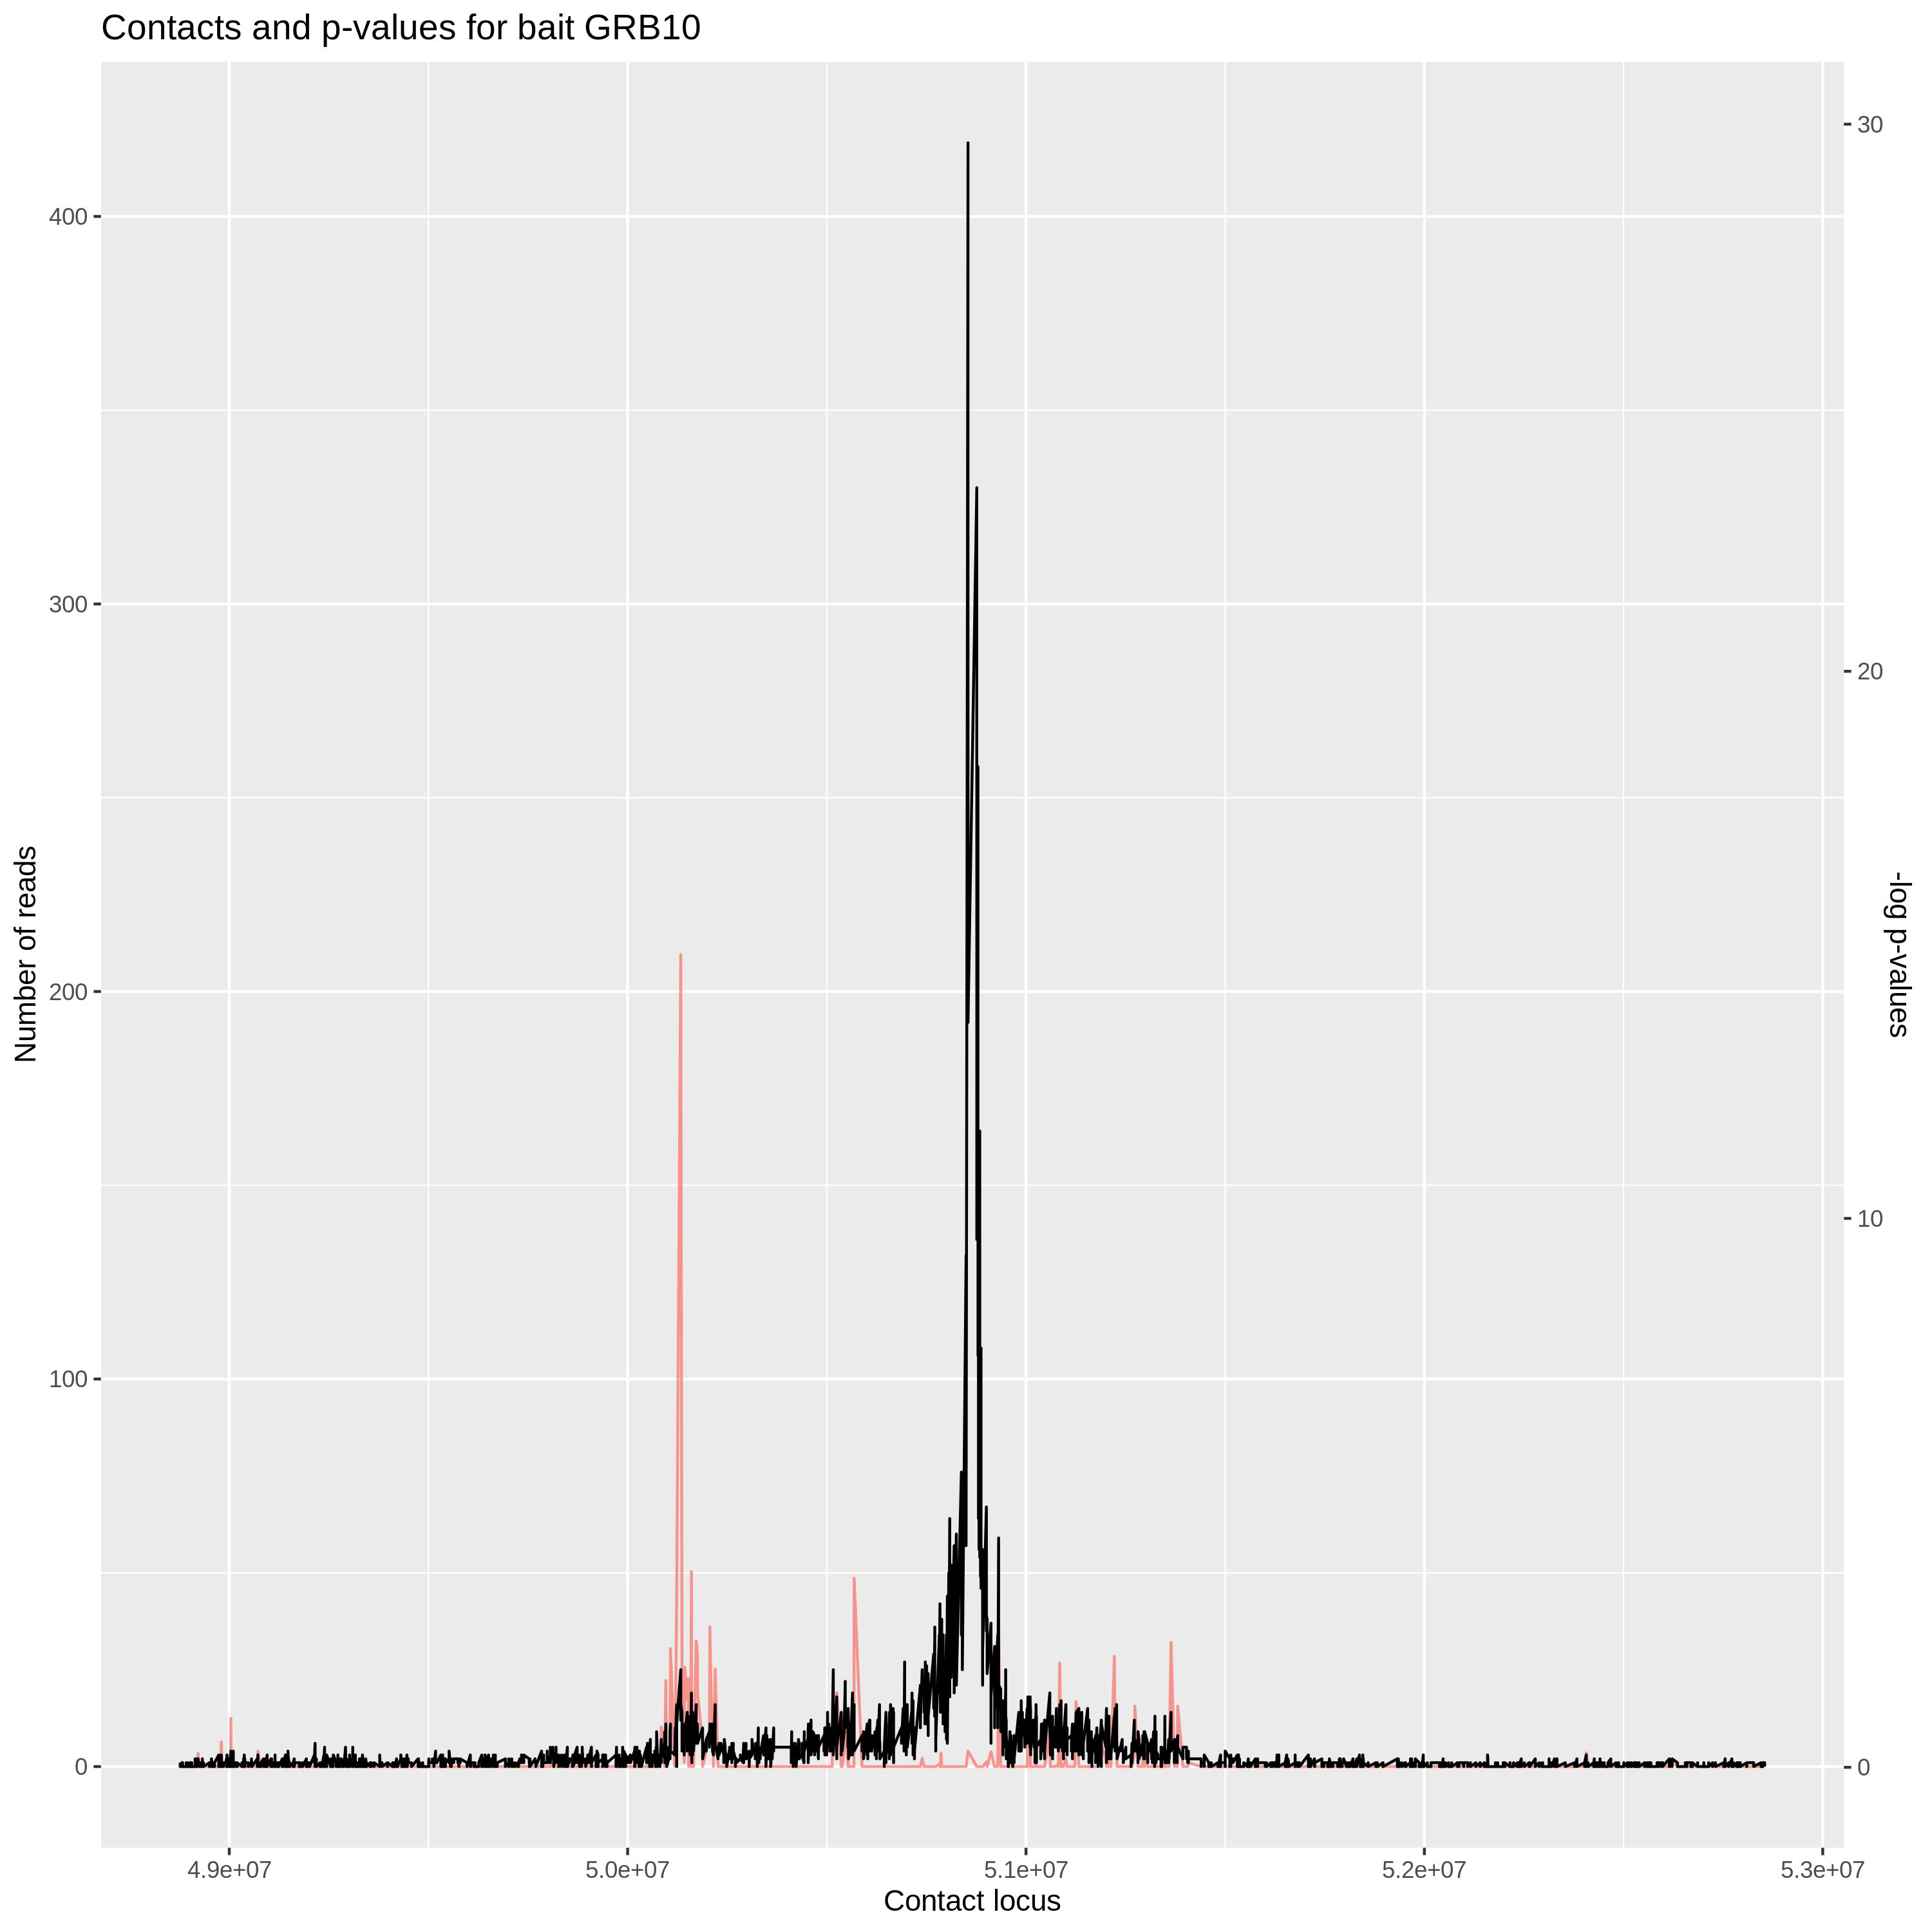 Contacts and p-values for bait GRB10
400
300
200
100
0
Number of reads
30
20
10
0
-log p-values
4.9e+07 5.0e+07 5.1e+07 5.2e+07 5.3e+07
Contact locus